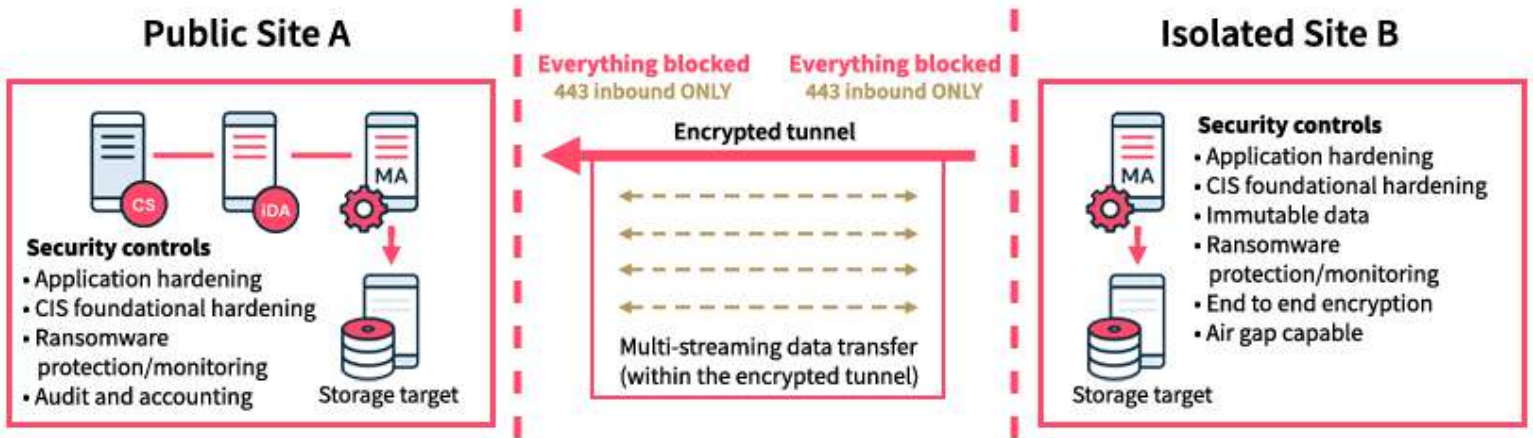 Public Site A
CS
iDA
MA
Security controls
• Application hardening
• CIS foundational hardening
• Ransomware
protection/monitoring
• Audit and accounting
Storage target
Everything blocked
443 inbound ONLY
Everything blocked
443 inbound ONLY
Encrypted tunnel
Multi-streaming data transfer
(within the encrypted tunnel)
Isolated Site B
MA
Security controls
• Application hardening
• CIS foundational hardening
• Immutable data
• Ransomware
protection/monitoring
• End to end encryption
• Air gap capable
Storage target